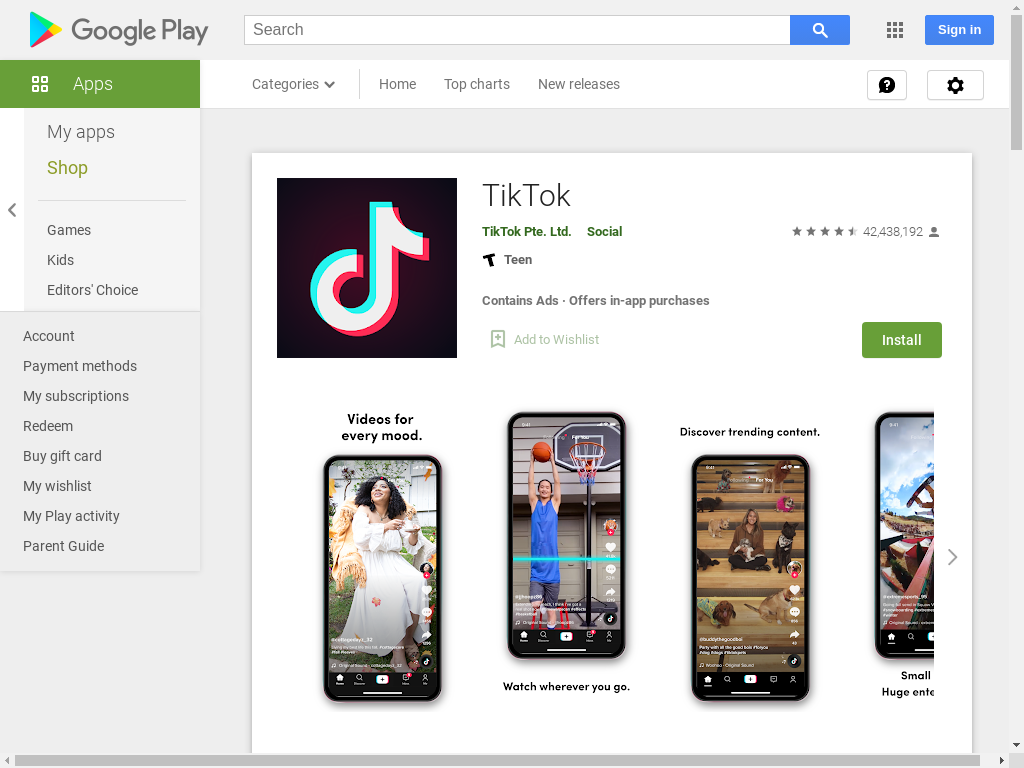 Google Play
Search
Sign in
Apps
Categories
Home
Top charts
New releases
My apps
Shop
Games
Kids
Editors' Choice
Account
Payment methods
My subscriptions
Redeem
Buy gift card
My wishlist
My Play activity
Parent Guide
TikTok
TikTok Pte. Ltd.
Social
42,438,192
Teen
Contains Ads · Offers in-app purchases
Add to Wishlist
Install
Videos for
every mood.
Watch wherever you go.
Discover trending content.
For You
@buddythegoodboi
Small
Huge ente